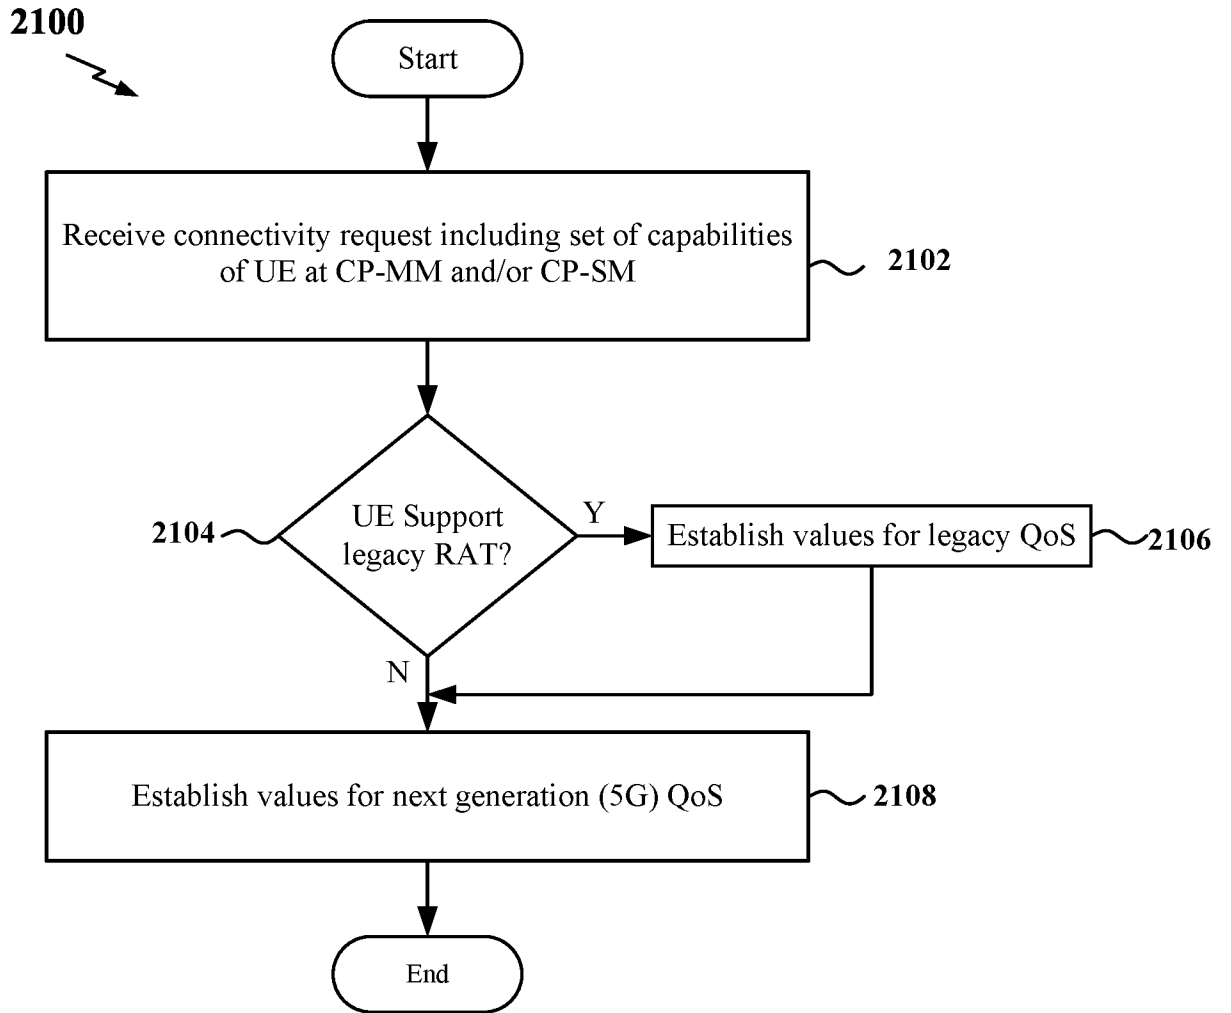 2100
Start
Receive connectivity request including set of capabilities
of UE at CP-MM and/or CP-SM
2102
UE Support
legacy RAT?
2104
Y
Establish values for legacy QoS
2106
N
Establish values for next generation (5G) QoS
2108
End